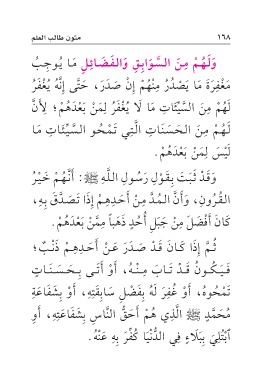 ١٦٨ متون طالب العلم
وَلَهُمْ مِنَ السَّوَابِقِ وَالفَضَائِلِ مَا يُوجِبُ
مَغْفِرَةَ مَا يَصْدُرُ مِنْهُمْ إِنْ صَدَرَ، حَتَّى إِنَّهُ يُغْفَرُ
لَهُمْ مِنَ السَّيِّئَاتِ مَا لَا يُغْفَرُ لِمَنْ بَعْدَهُمْ؛ لِأَنَّ
لَهُمْ مِنَ الحَسَنَاتِ الَّتِي تَمْحُو السَّيِّئَاتِ مَا
لَيْسَ لِمَنْ بَعْدَهُمْ.
وَقَدْ ثَبَتَ بِقَوْلِ رَسُولِ اللَّهِ ﷺ: أَنَّهُمْ خَيْرُ
القُرُونِ، وَأَنَّ المُدَّ مِنْ أَحَدِهِمْ إِذَا تَصَدَّقَ بِهِ،
كَانَ أَفْضَلَ مِنْ جَبَلِ أُحُدٍ ذَهَباً مِمَّنْ بَعْدَهُمْ.
ثُمَّ إِذَا كَانَ قَدْ صَدَرَ عَنْ أَحَدِهِمْ ذَنْبٌ؛
فَيَكُونُ قَدْ تَابَ مِنْهُ، أَوْ أَتَى بِحَسَنَاتٍ
تَمْحُوهُ، أَوْ غُفِرَ لَهُ بِفَضْلِ سَابِقَتِهِ، أَوْ بِشَفَاعَةِ
مُحَمَّدٍ ﷺ الَّذِي هُمْ أَحَقُّ النَّاسِ بِشَفَاعَتِهِ، أَوِ
ٱبْتُلِيَ بِبَلَاءٍ فِي الدُّنْيَا كُفِّرَ بِهِ عَنْهُ.